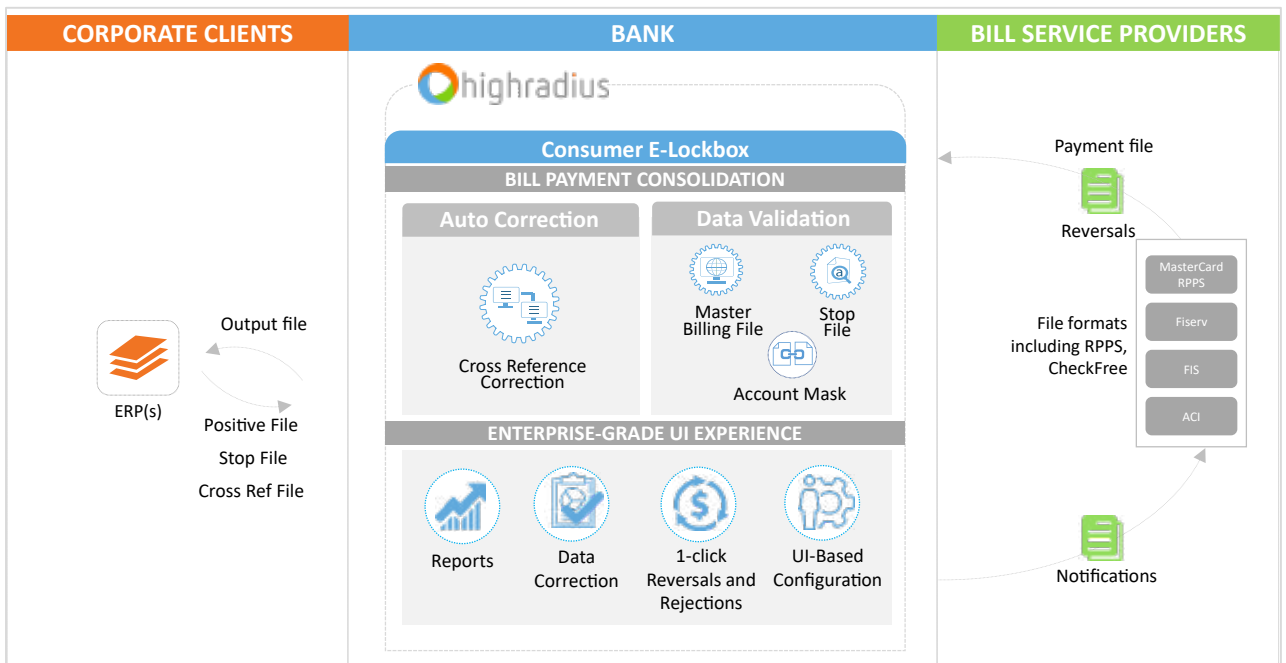 CORPORATE CLIENTS
BANK
BILL SERVICE PROVIDERS
highradius
Consumer E-Lockbox
BILL PAYMENT CONSOLIDATION
Auto Correction
Data Validation
Cross Reference
Correction
Master
Billing File
Stop
File
Account Mask
ENTERPRISE-GRADE UI EXPERIENCE
Reports
Data
Correction
1-click
Reversals and
Rejections
UI-Based
Configuration
Output file
ERP(s)
Positive File
Stop File
Cross Ref File
Payment file
Reversals
File formats
including RPPS,
CheckFree
MasterCard
RPPS
Fiserv
FIS
ACI
Notifications